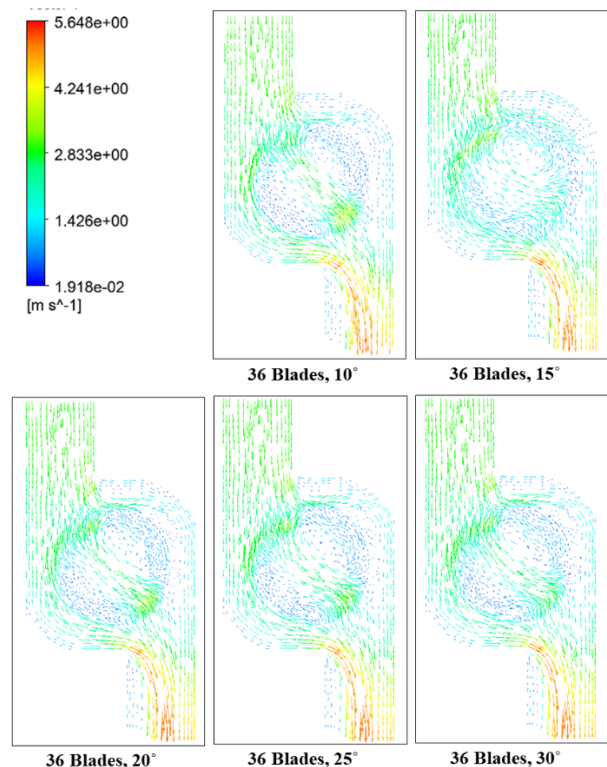 5.648e+00
4.241e+00
2.833e+00
1.426e+00
1.918e-02
[m s^-1]
36 Blades, 10°
36 Blades, 15°
36 Blades, 20°
36 Blades, 25°
36 Blades, 30°